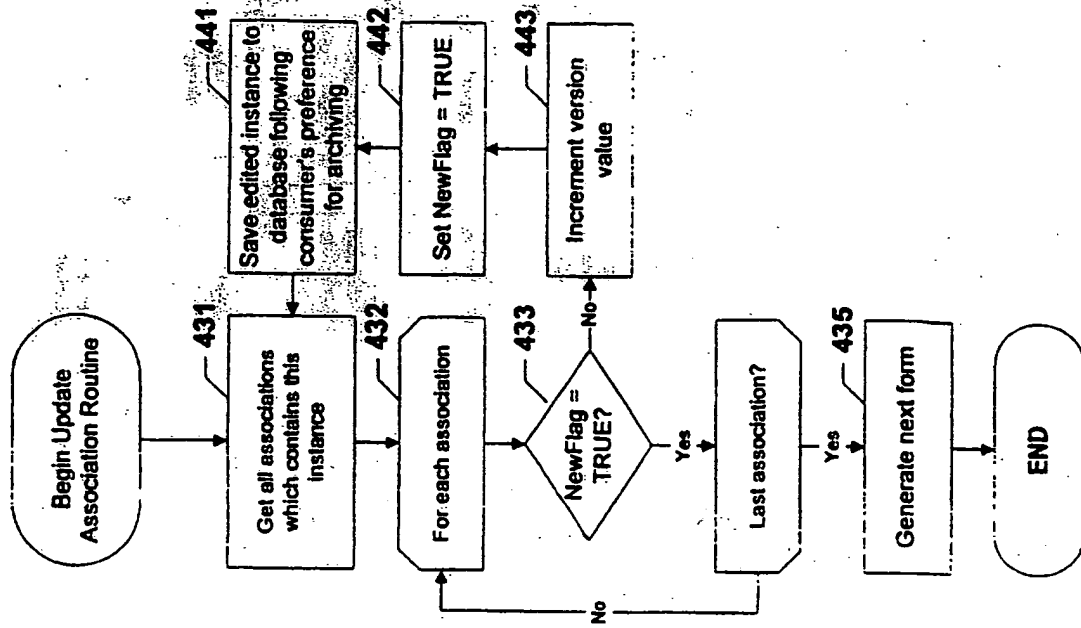 Begin Update
Association Routine
431
Get all associations
which contains this
instance
432
For each association
433
NewFlag =
TRUE?
No
Yes
Last association?
No
Yes
435
Generate next form
END
441
Save edited instance to
database following
consumer's preference
for archiving
442
Set NewFlag = TRUE
443
Increment version
value